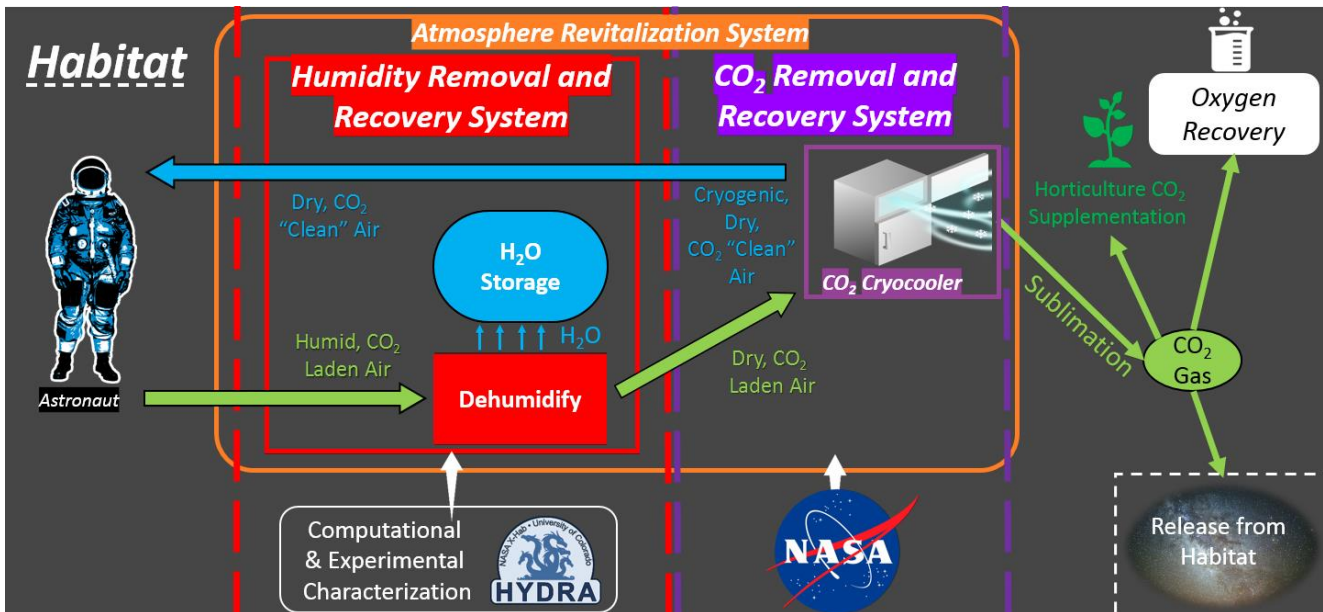 Habitat
Atmosphere Revitalization System
Humidity Removal and
Recovery System
CO₂ Removal and
Recovery System
Oxygen
Recovery
Horticulture CO₂
Supplementation
Dry, CO₂
“Clean” Air
Cryogenic,
Dry,
CO₂ “Clean”
Air
H₂O
Storage
CO₂ Cryocooler
Sublimation
H₂O
Humid, CO₂
Laden Air
Dry, CO₂
Laden Air
CO₂
Gas
Astronaut
Dehumidify
Computational
& Experimental
Characterization
NASA X-Hab • University of Colorado
HYDRA
NASA
Release from
Habitat